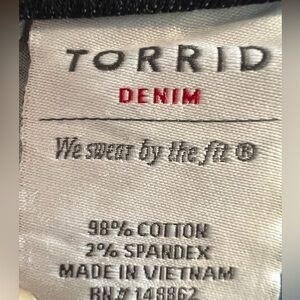 TORRID
DENIM
We swear by the fit ®
98% COTTON
2% SPANDEX
MADE IN VIETNAM
RN# 148862